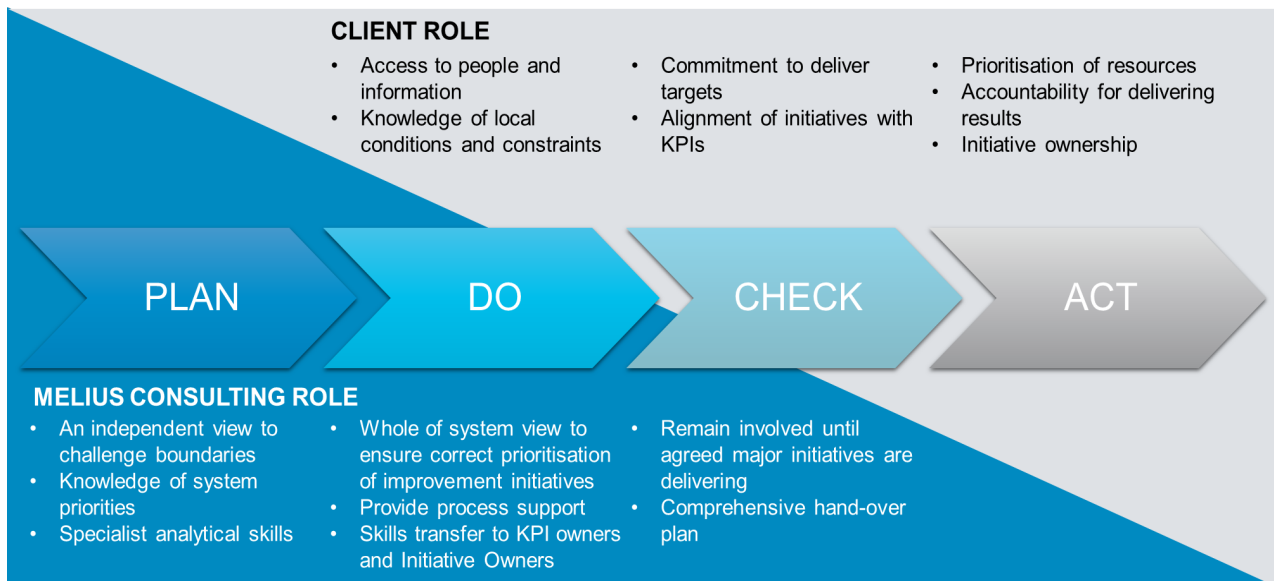 CLIENT ROLE
• Access to people and
information
• Knowledge of local
conditions and constraints
• Commitment to deliver
targets
• Alignment of initiatives with
KPIs
• Prioritisation of resources
• Accountability for delivering
results
• Initiative ownership
PLAN
DO
CHECK
ACT
MELIUS CONSULTING ROLE
• An independent view to
challenge boundaries
• Knowledge of system
priorities
• Specialist analytical skills
• Whole of system view to
ensure correct prioritisation
of improvement initiatives
• Provide process support
• Skills transfer to KPI owners
and Initiative Owners
• Remain involved until
agreed major initiatives are
delivering
• Comprehensive hand-over
plan